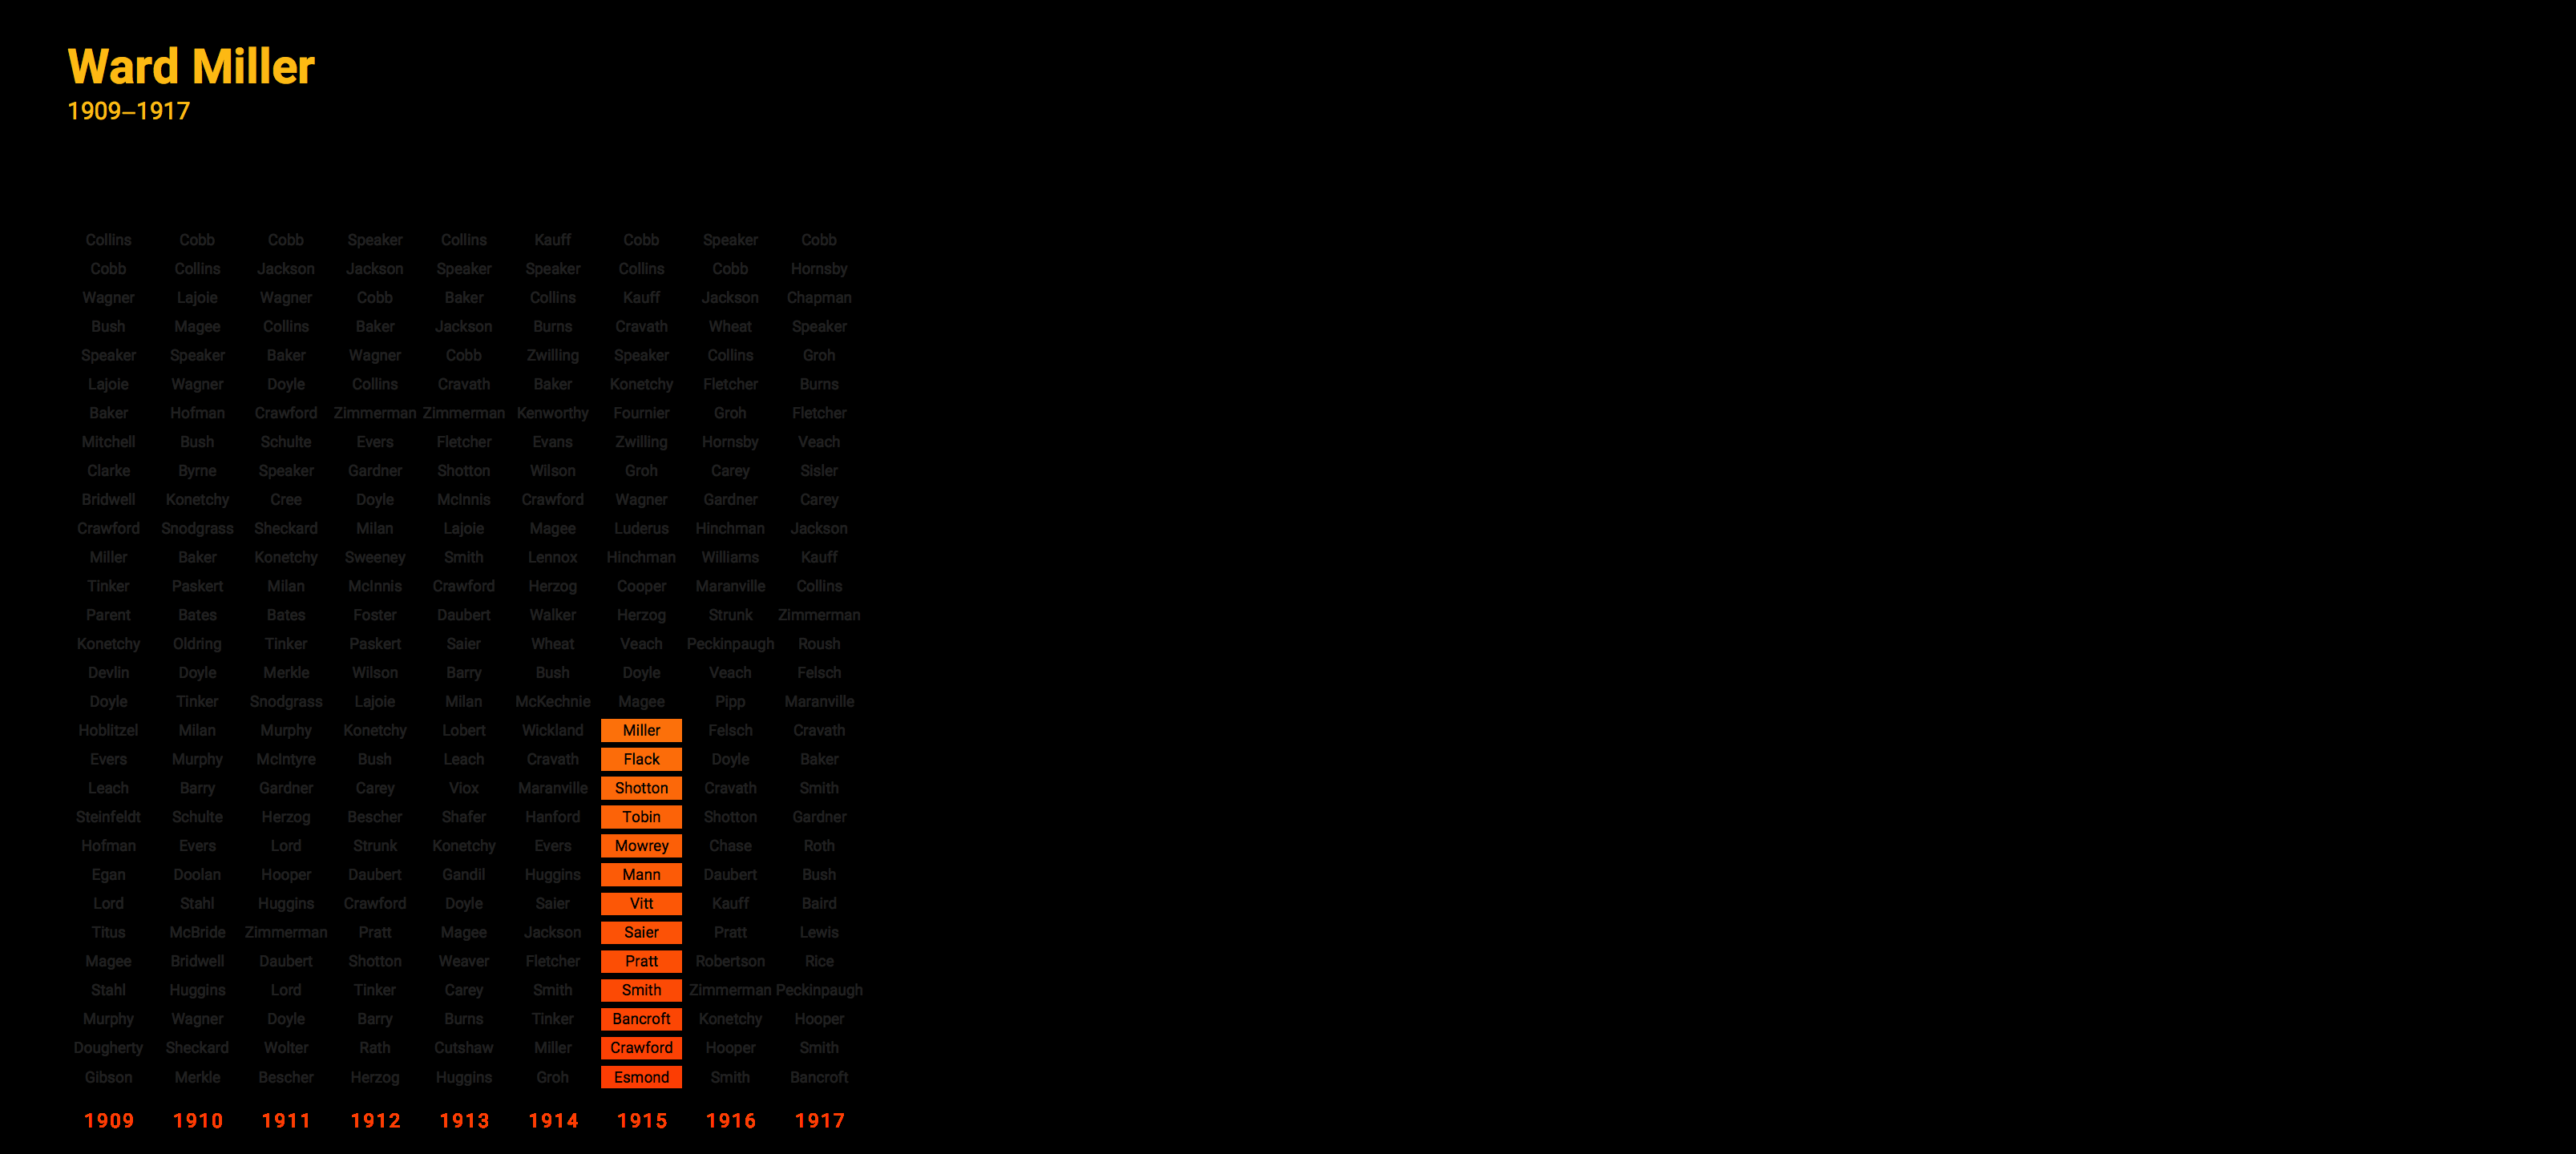 Ward Miller
1909–1917
Collins Cobb Cobb Speaker Collins Kauff Cobb Speaker Cobb
Cobb Collins Jackson Jackson Speaker Speaker Collins Cobb Hornsby
Wagner Lajoie Wagner Cobb Baker Collins Kauff Jackson Chapman
Bush Magee Collins Baker Jackson Burns Cravath Wheat Speaker
Speaker Speaker Baker Wagner Cobb Zwilling Speaker Collins Groh
Lajoie Wagner Doyle Collins Cravath Baker Konetchy Fletcher Burns
Baker Hofman Crawford Zimmerman Zimmerman Kenworthy Fournier Groh Fletcher
Mitchell Bush Schulte Evers Fletcher Evans Zwilling Hornsby Veach
Clarke Byrne Speaker Gardner Shotton Wilson Groh Carey Sisler
Bridwell Konetchy Cree Doyle McInnis Crawford Wagner Gardner Carey
Crawford Snodgrass Sheckard Milan Lajoie Magee Luderus Hinchman Jackson
Miller Baker Konetchy Sweeney Smith Lennox Hinchman Williams Kauff
Tinker Paskert Milan McInnis Crawford Herzog Cooper Maranville Collins
Parent Bates Bates Foster Daubert Walker Herzog Strunk Zimmerman
Konetchy Oldring Tinker Paskert Saier Wheat Veach Peckinpaugh Roush
Devlin Doyle Merkle Wilson Barry Bush Doyle Veach Felsch
Doyle Tinker Snodgrass Lajoie Milan McKechnie Magee Pipp Maranville
Hoblitzel Milan Murphy Konetchy Lobert Wickland Miller Felsch Cravath
Evers Murphy McIntyre Bush Leach Cravath Flack Doyle Baker
Leach Barry Gardner Carey Viox Maranville Shotton Cravath Smith
Steinfeldt Schulte Herzog Bescher Shafer Hanford Tobin Shotton Gardner
Hofman Evers Lord Strunk Konetchy Evers Mowrey Chase Roth
Egan Doolan Hooper Daubert Gandil Huggins Mann Daubert Bush
Lord Stahl Huggins Crawford Doyle Saier Vitt Kauff Baird
Titus McBride Zimmerman Pratt Magee Jackson Saier Pratt Lewis
Magee Bridwell Daubert Shotton Weaver Fletcher Pratt Robertson Rice
Stahl Huggins Lord Tinker Carey Smith Smith Zimmerman Peckinpaugh
Murphy Wagner Doyle Barry Burns Tinker Bancroft Konetchy Hooper
Dougherty Sheckard Wolter Rath Cutshaw Miller Crawford Hooper Smith
Gibson Merkle Bescher Herzog Huggins Groh Esmond Smith Bancroft
1909 1910 1911 1912 1913 1914 1915 1916 1917